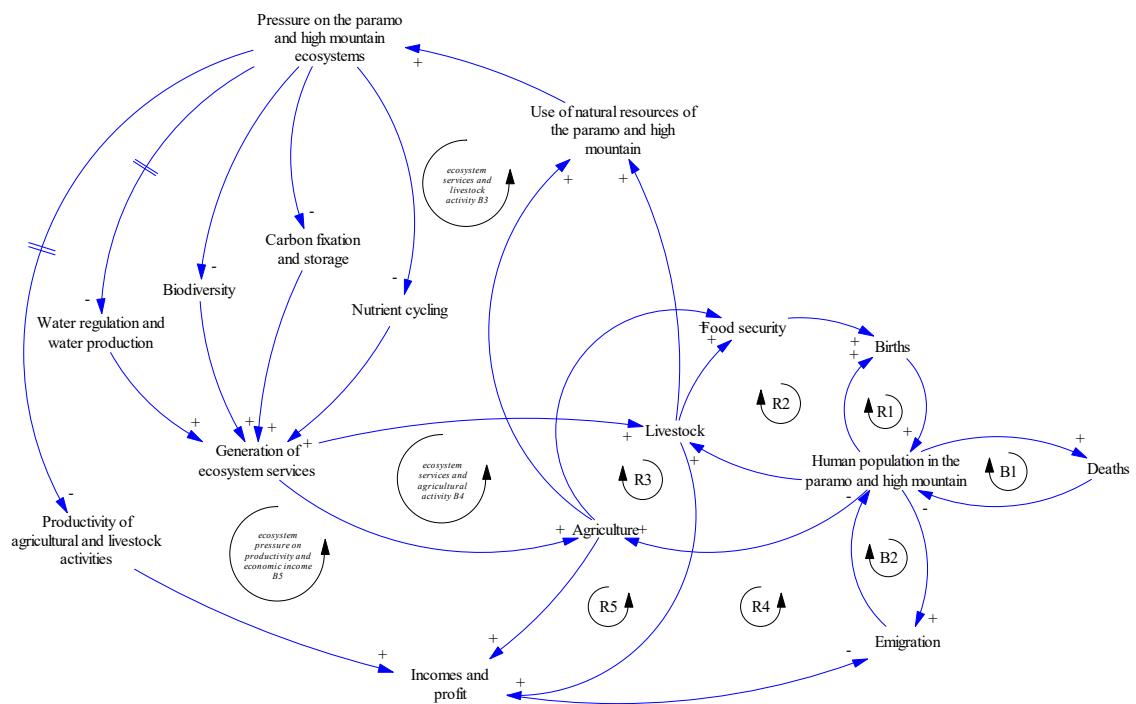 Pressure on the paramo
and high mountain
ecosystems
+
Use of natural resources of
the paramo and high
mountain
+
+
ecosystem
services and
livestock
activity B3
-
Carbon fixation
and storage
-
Biodiversity
-
Nutrient cycling
-
Water regulation and
water production
Food security
+
+
+
+
Births
R2
R1
+
+
+
+
+
+
Generation of
ecosystem services
+
Livestock
+
Human population in the
paramo and high mountain
+
B1
Deaths
-
-
ecosystem
services and
agricultural
activity B4
R3
-
Productivity of
agricultural and livestock
activities
+
Agriculture
+
ecosystem
pressure on
productivity and
economic income
B5
B2
R5
R4
+
Emigration
+
+
-
Incomes and
profit
+